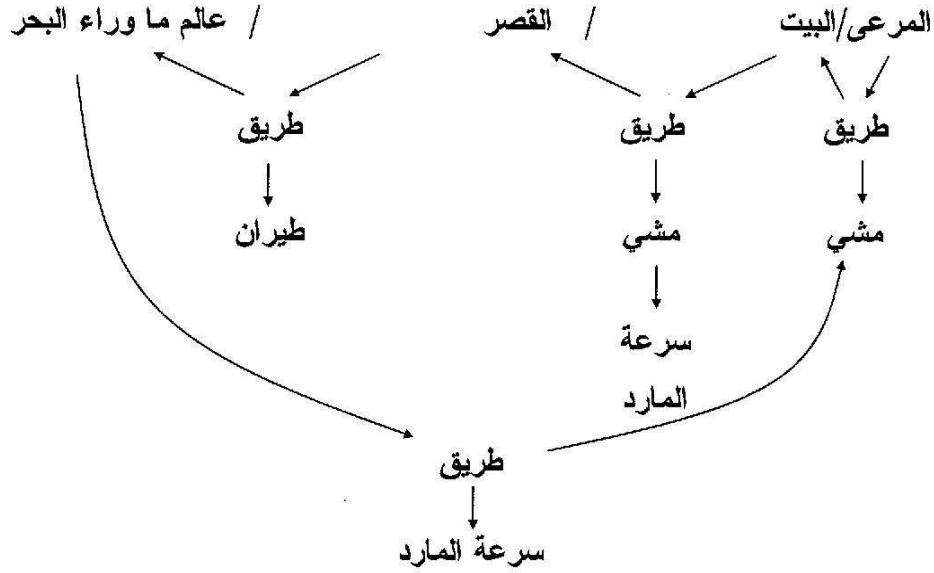 المرعى/البيت / القصر / عالم ما وراء البحر
طريق طريق طريق
مشي مشي طيران
سرعة
المارد
طريق
سرعة المارد